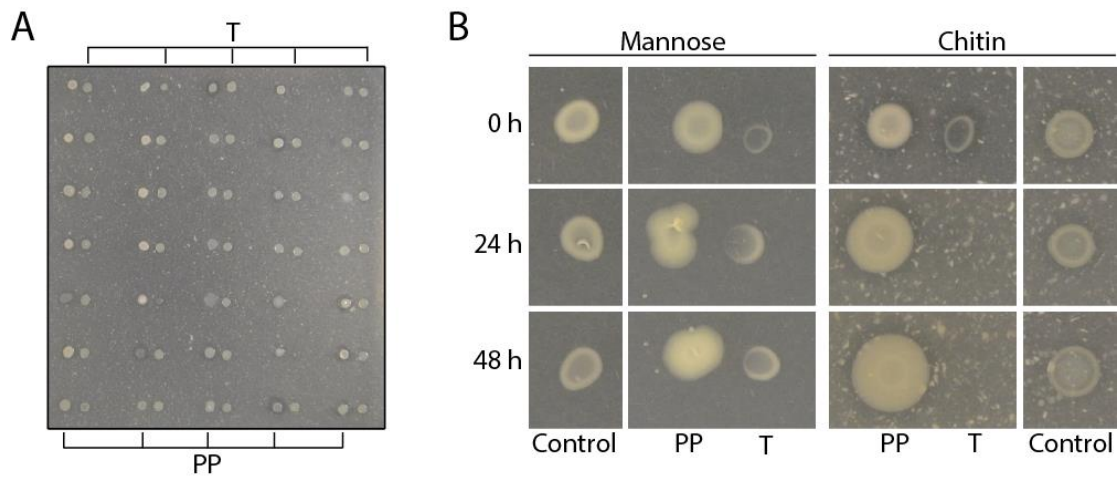 A
T
PP
B
Mannose Chitin
0 h
24 h
48 h
Control PP T PP T Control